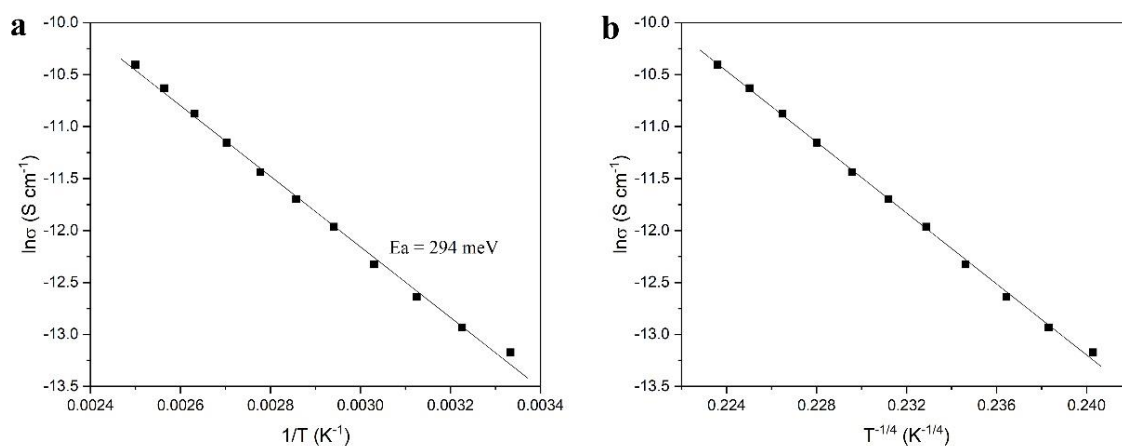 a
-10.0
-10.5
-11.0
-11.5
-12.0
-12.5
-13.0
-13.5
lnσ (S cm⁻¹)
Ea = 294 meV
0.0024 0.0026 0.0028 0.0030 0.0032 0.0034
1/T (K⁻¹)
b
-10.0
-10.5
-11.0
-11.5
-12.0
-12.5
-13.0
-13.5
lnσ (S cm⁻¹)
0.224 0.228 0.232 0.236 0.240
T⁻¹/⁴ (K⁻¹/⁴)